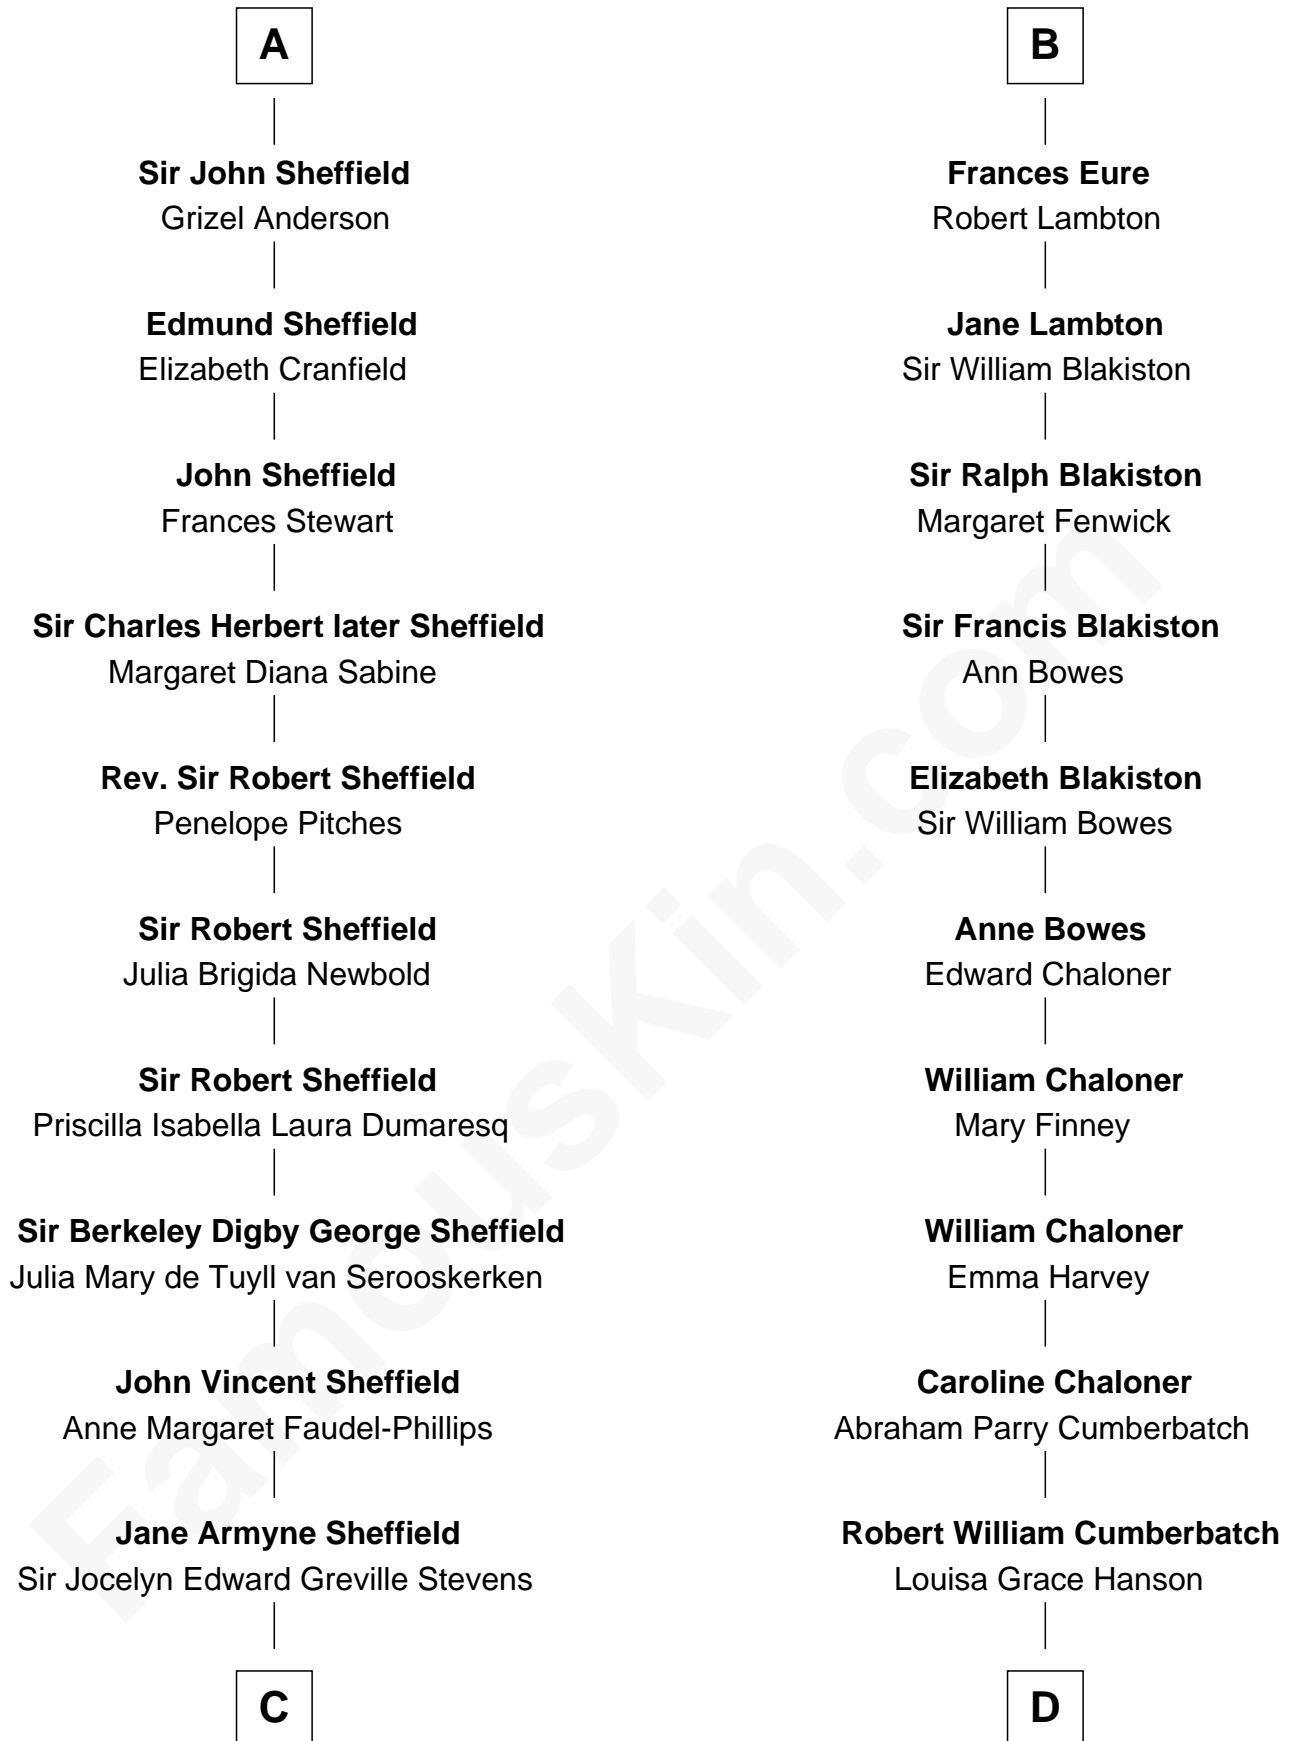 A
Sir John Sheffield
Grizel Anderson
Edmund Sheffield
Elizabeth Cranfield
John Sheffield
Frances Stewart
Sir Charles Herbert later Sheffield
Margaret Diana Sabine
Rev. Sir Robert Sheffield
Penelope Pitches
Sir Robert Sheffield
Julia Brigida Newbold
Sir Robert Sheffield
Priscilla Isabella Laura Dumaresq
Sir Berkeley Digby George Sheffield
Julia Mary de Tuyll van Serooskerken
John Vincent Sheffield
Anne Margaret Faudel-Phillips
Jane Armyne Sheffield
Sir Jocelyn Edward Greville Stevens
C
B
Frances Eure
Robert Lambton
Jane Lambton
Sir William Blakiston
Sir Ralph Blakiston
Margaret Fenwick
Sir Francis Blakiston
Ann Bowes
Elizabeth Blakiston
Sir William Bowes
Anne Bowes
Edward Chaloner
William Chaloner
Mary Finney
William Chaloner
Emma Harvey
Caroline Chaloner
Abraham Parry Cumberbatch
Robert William Cumberbatch
Louisa Grace Hanson
D
FamousKin.com